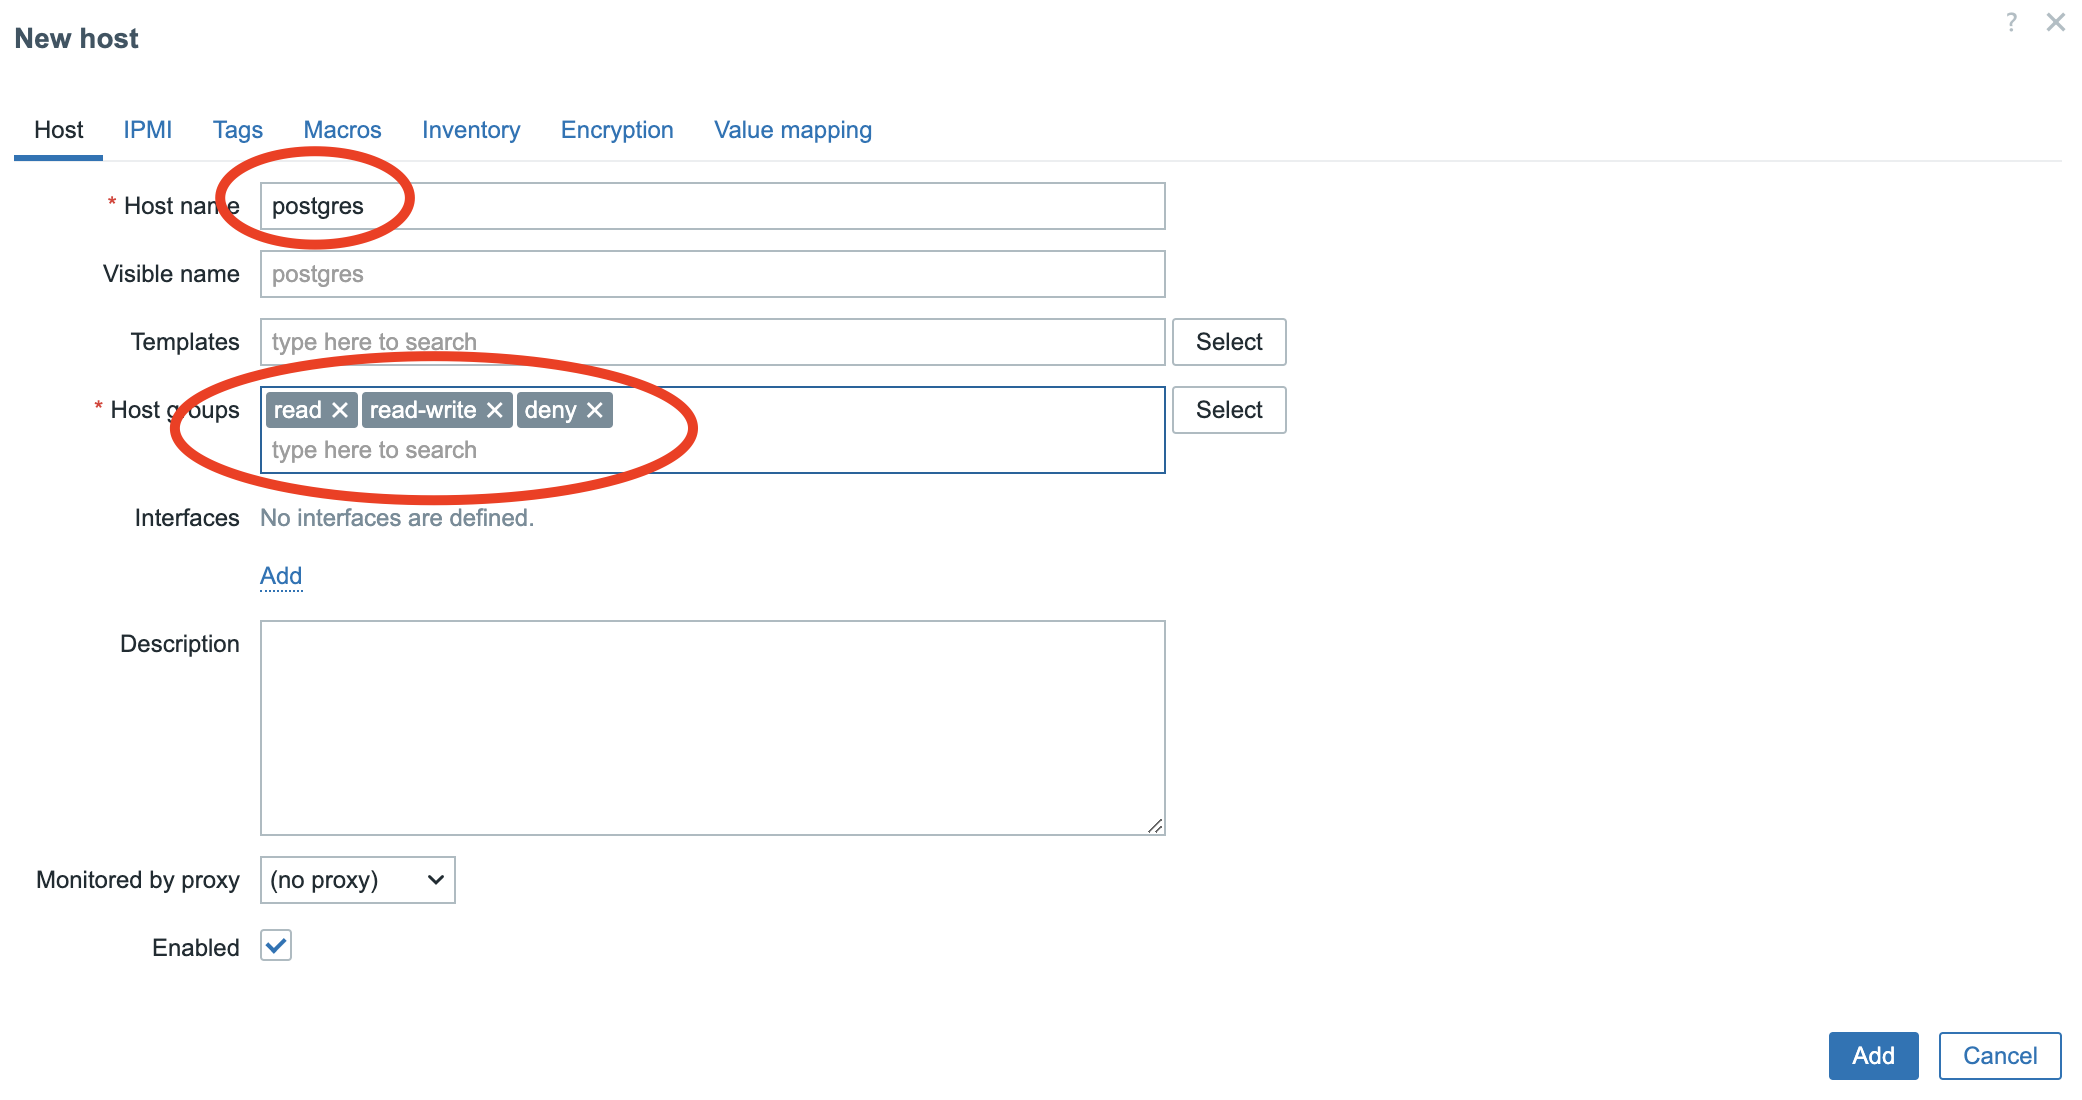 New host
?
Host IPMI Tags Macros Inventory Encryption Value mapping
* Host name postgres
Visible name postgres
Templates type here to search Select
* Host groups read read-write deny Select
type here to search
Interfaces No interfaces are defined.
Add
Description
Monitored by proxy (no proxy)
Enabled
Add Cancel